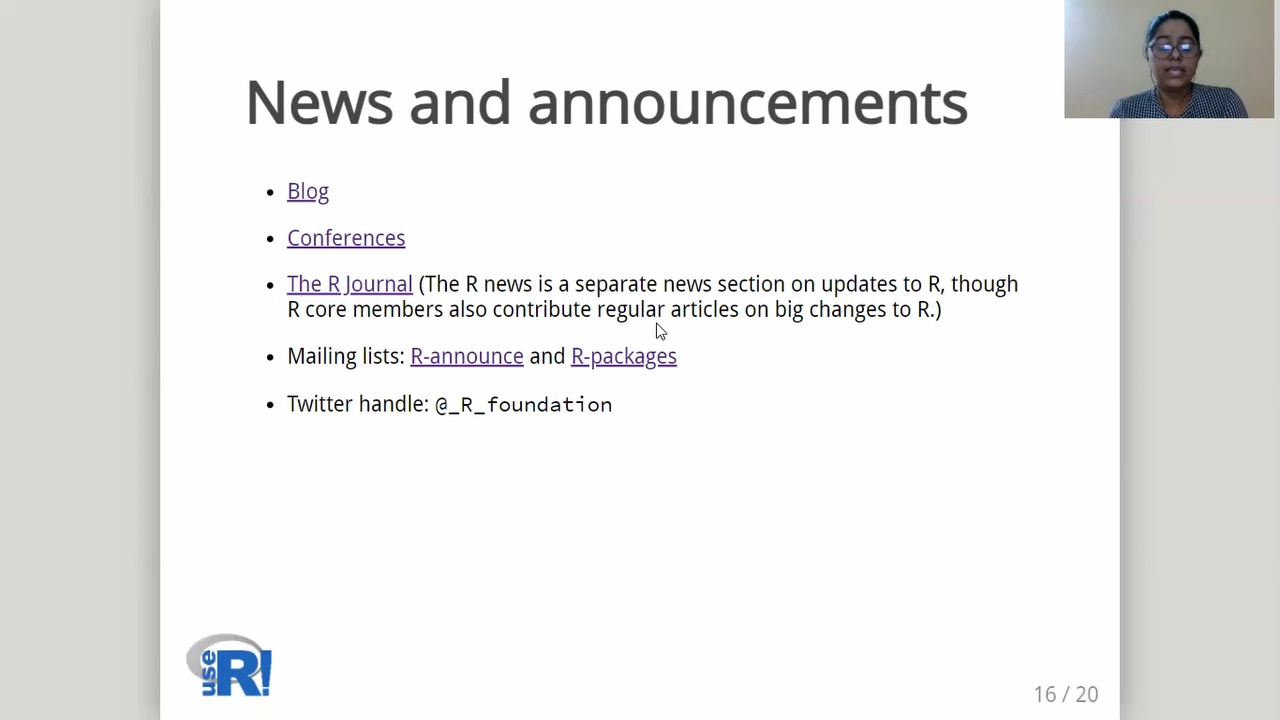 News and announcements
• Blog
• Conferences
• The R Journal (The R news is a separate news section on updates to R, though
R core members also contribute regular articles on big changes to R.)
• Mailing lists: R-announce and R-packages
• Twitter handle: @_R_foundation
use R!
16 / 20